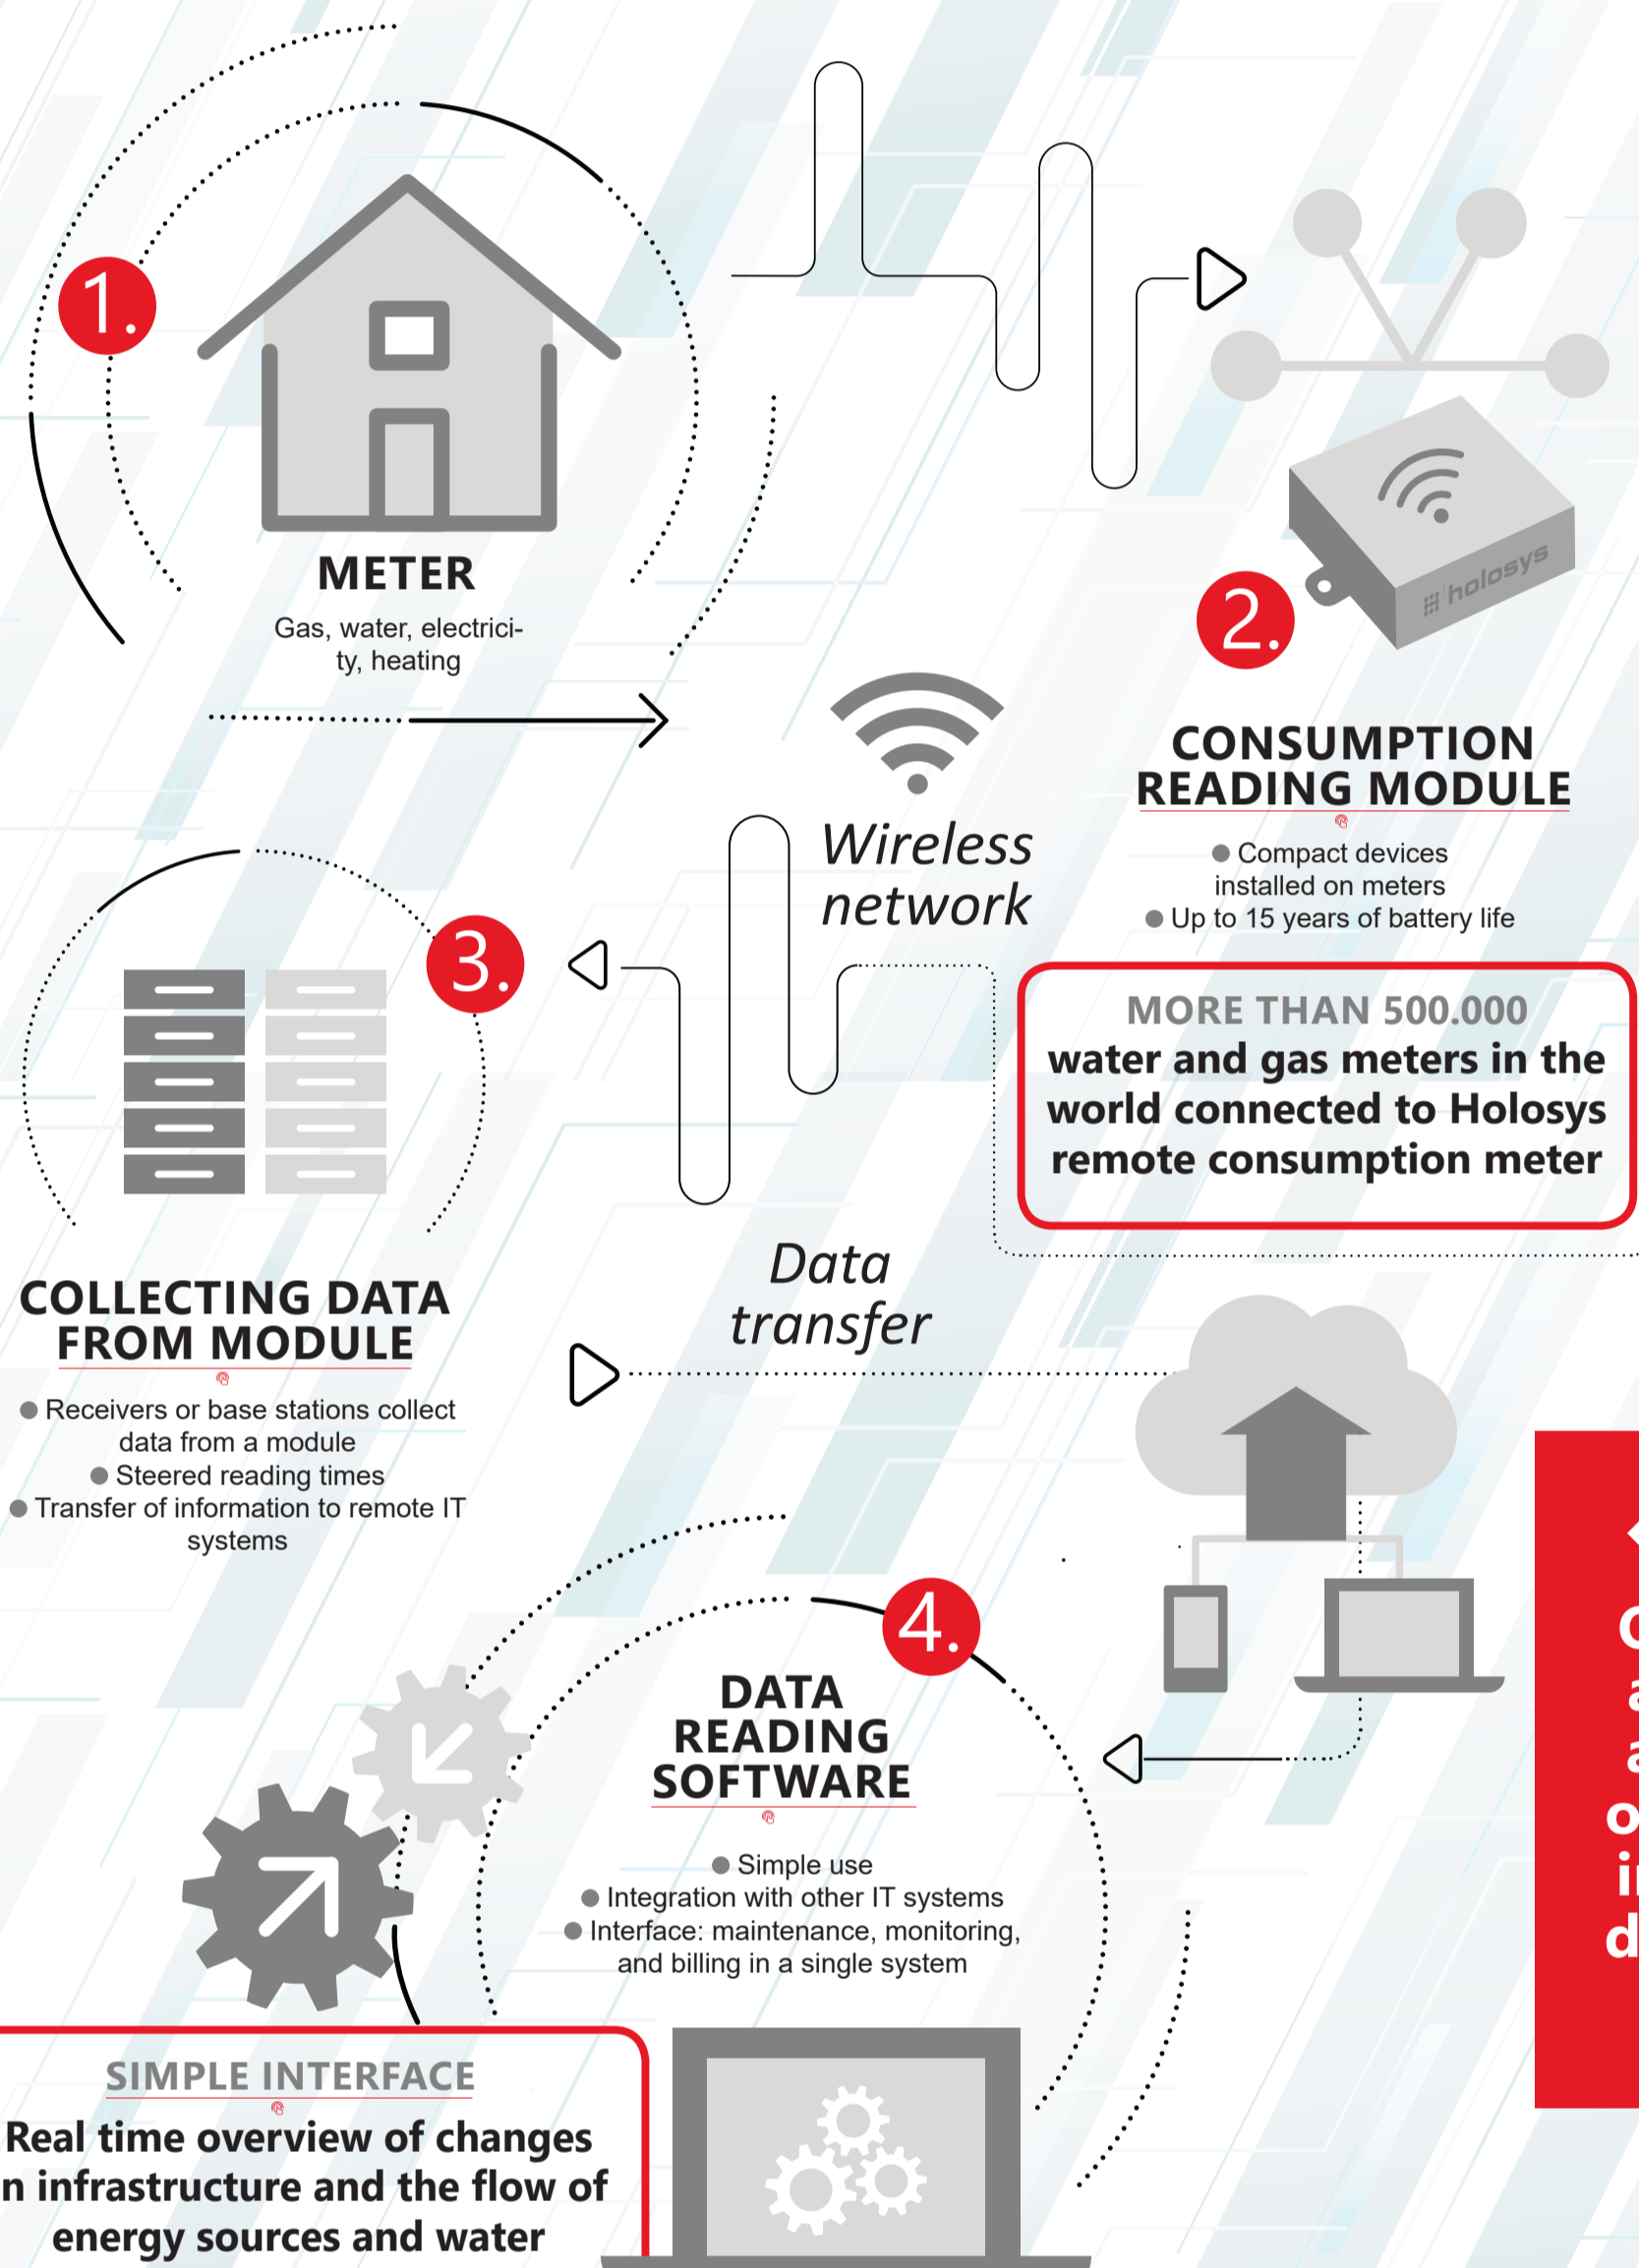 1.
METER
Gas, water, electrici-
ty, heating
holosys
2.
CONSUMPTION
READING MODULE
● Compact devices
installed on meters
● Up to 15 years of battery life
Wireless
network
MORE THAN 500.000
water and gas meters in the
world connected to Holosys
remote consumption meter
3.
COLLECTING DATA
FROM MODULE
● Receivers or base stations collect
data from a module
● Steered reading times
● Transfer of information to remote IT
systems
Data
transfer
4.
DATA
READING
SOFTWARE
● Simple use
● Integration with other IT systems
● Interface: maintenance, monitoring,
and billing in a single system
SIMPLE INTERFACE
Real time overview of changes
n infrastructure and the flow of
energy sources and water